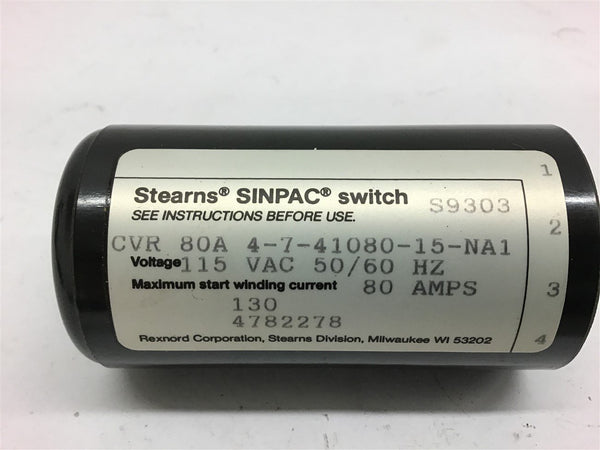 Stearns® SINPAC® switch S9303
SEE INSTRUCTIONS BEFORE USE.
CVR 80A 4-7-41080-15-NA1
Voltage 115 VAC 50/60 HZ
Maximum start winding current 80 AMPS
130
4782278
Rexnord Corporation, Stearns Division, Milwaukee WI 53202
1
2
3
4